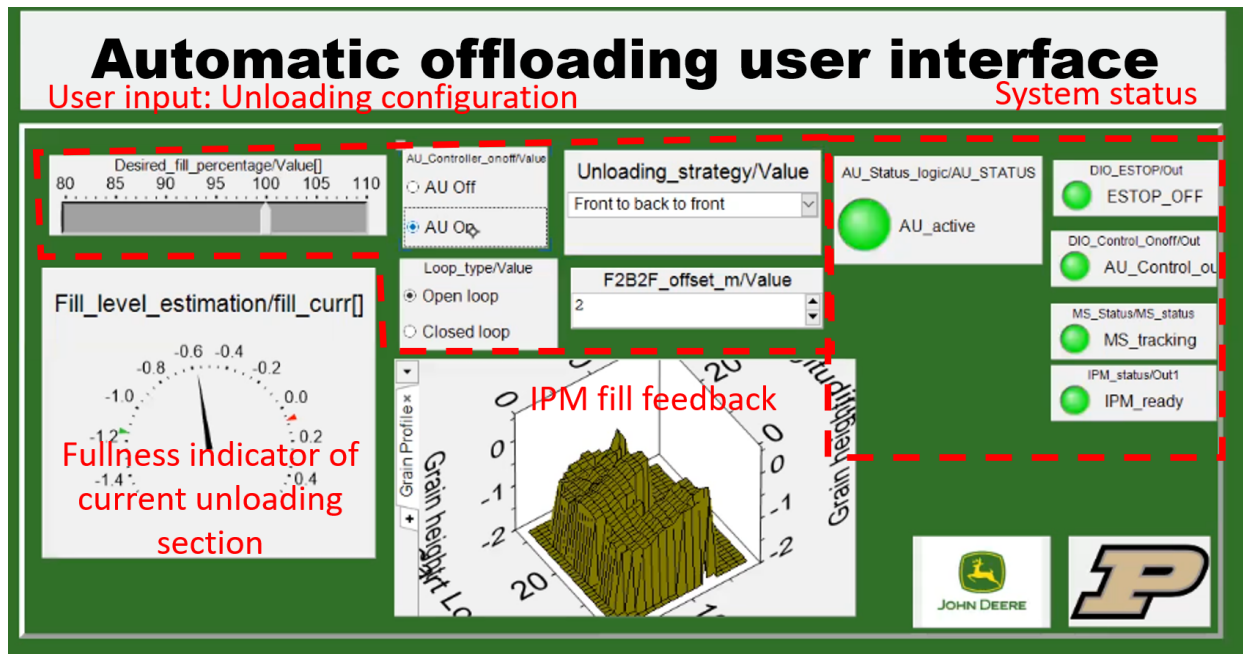 Automatic offloading user interface
User input: Unloading configuration
System status
Desired_fill_percentage/Value[]
80 85 90 95 100 105 110
AU_Controller_onoff/Value
AU Off
AU On
Unloading_strategy/Value
Front to back to front
AU_Status_logic/AU_STATUS
AU_active
DIO_ESTOP/Out
ESTOP_OFF
DIO_Control_Onoff/Out
AU_Control_ou
MS_Status/MS_status
MS_tracking
IPM_status/Out1
IPM_ready
Loop_type/Value
Open loop
Closed loop
F2B2F_offset_m/Value
2
Fill_level_estimation/fill_curr[]
-1.4 -1.2 -1.0 -0.8 -0.6 -0.4 -0.2 0.0 0.2 0.4
Fullness indicator of
current unloading
section
IPM fill feedback
Grain Profile
Grain height
0
-1
-2
20
20
10
0
0
-1
-2
Grain height
JOHN DEERE
P